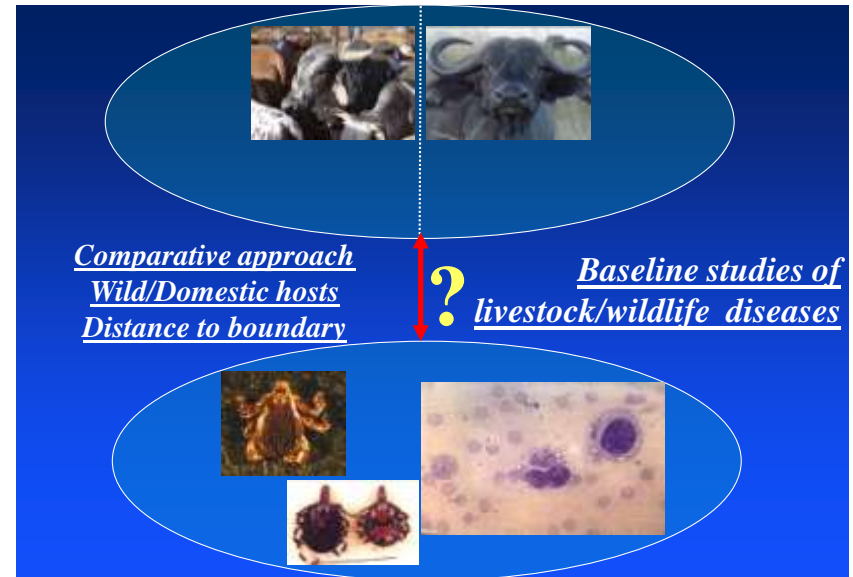 Comparative approach
Wild/Domestic hosts
Distance to boundary
?
Baseline studies of
livestock/wildlife diseases